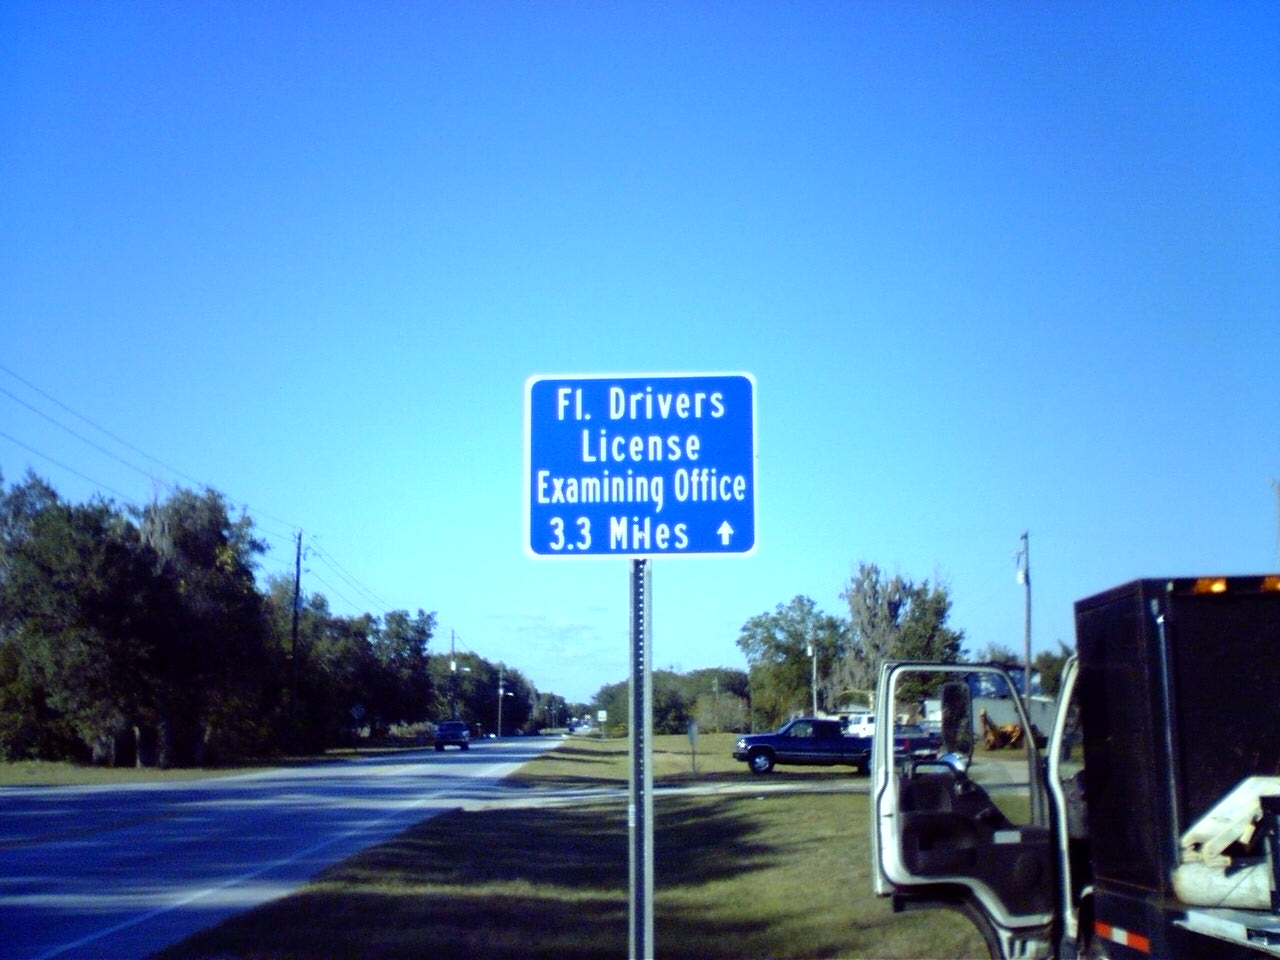 Fl. Drivers
License
Examining Office
3.3 Miles ↑